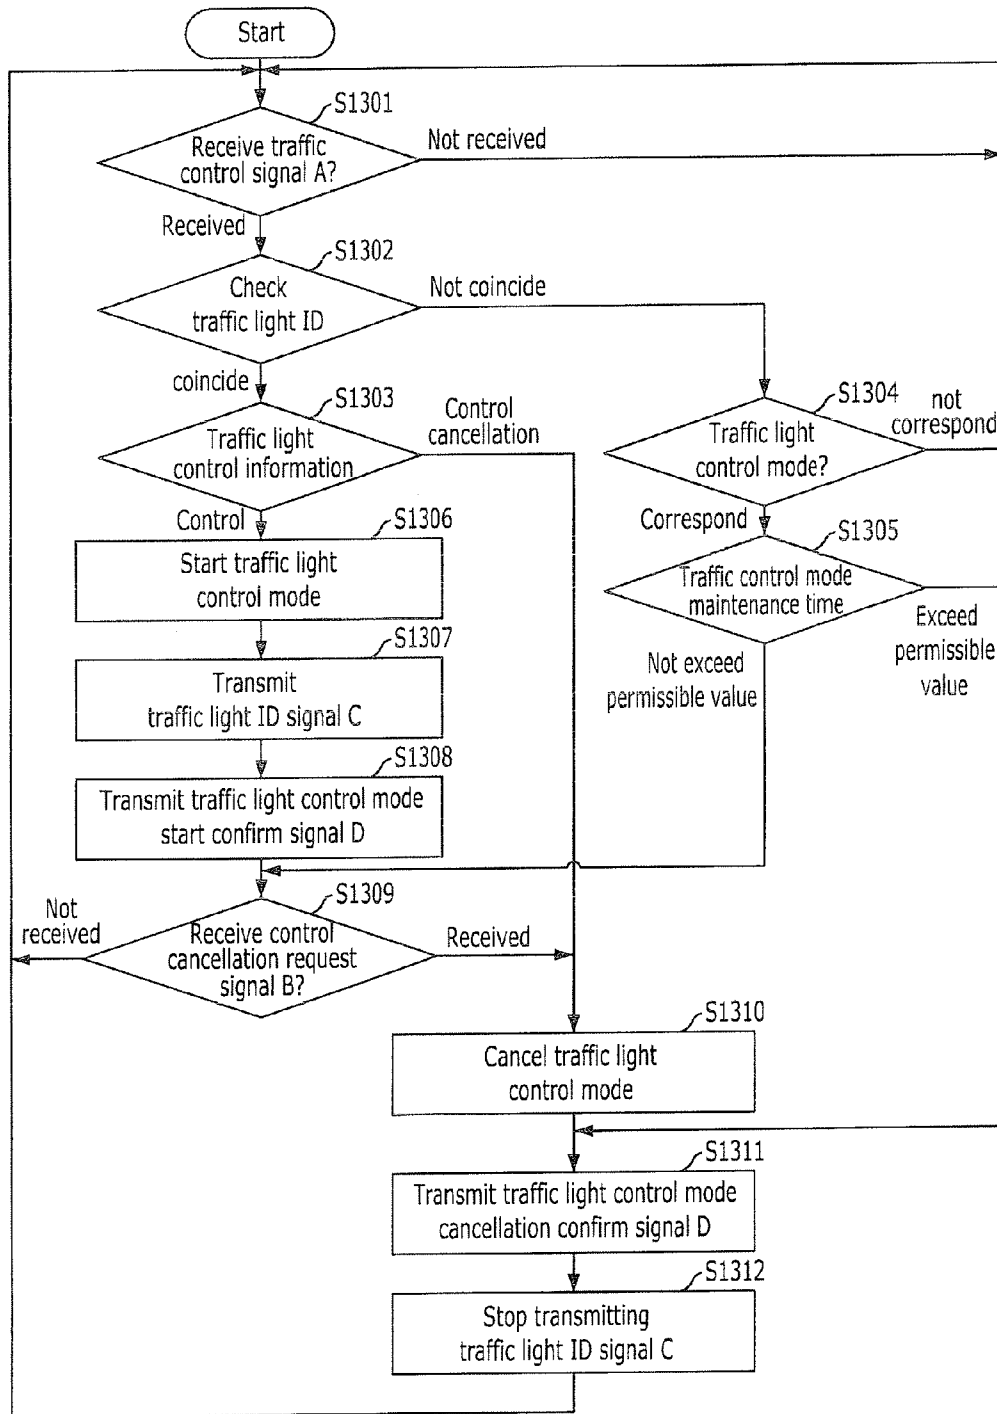 Start
S1301
Receive traffic
control signal A?
Not received
Received
S1302
Check
traffic light ID
Not coincide
coincide
S1303
Traffic light
control information
Control
cancellation
S1304
Traffic light
control mode?
not
correspond
Control
Correspond
S1305
Traffic control mode
maintenance time
Exceed
permissible
value
Not exceed
permissible value
S1306
Start traffic light
control mode
S1307
Transmit
traffic light ID signal C
S1308
Transmit traffic light control mode
start confirm signal D
S1309
Not
received
Receive control
cancellation request
signal B?
Received
S1310
Cancel traffic light
control mode
S1311
Transmit traffic light control mode
cancellation confirm signal D
S1312
Stop transmitting
traffic light ID signal C